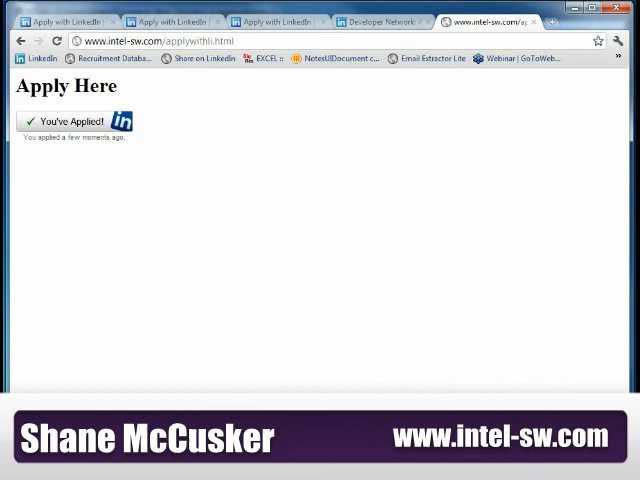 Apply with LinkedIn |
Apply with LinkedIn |
Apply with LinkedIn |
Developer Network: A
www.intel-sw.com/ap
www.intel-sw.com/applywithli.html
LinkedIn
Recruitment Databa...
Share on LinkedIn
EXCEL ::
NotesUIDocument c...
Email Extractor Lite
Webinar | GoToWeb...
»
Apply Here
✓ You've Applied! in
You applied a few moments ago.
Shane McCusker
www.intel-sw.com